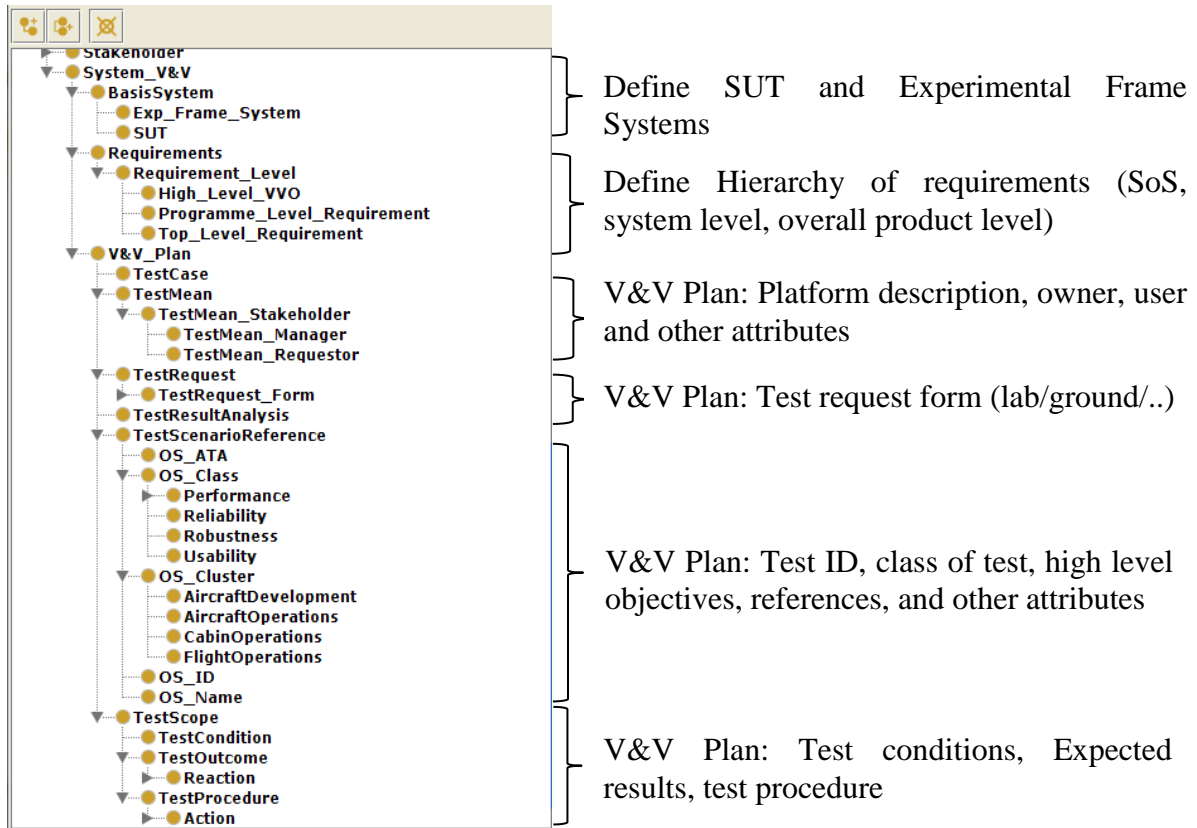 Stakeholder
System_V&V
BasisSystem
Exp_Frame_System
SUT
Requirements
Requirement_Level
High_Level_VVO
Programme_Level_Requirement
Top_Level_Requirement
V&V_Plan
TestCase
TestMean
TestMean_Stakeholder
TestMean_Manager
TestMean_Requestor
TestRequest
TestRequest_Form
TestResultAnalysis
TestScenarioReference
OS_ATA
OS_Class
Performance
Reliability
Robustness
Usability
OS_Cluster
AircraftDevelopment
AircraftOperations
CabinOperations
FlightOperations
OS_ID
OS_Name
TestScope
TestCondition
TestOutcome
Reaction
TestProcedure
Action
Define SUT and Experimental Frame
Systems
Define Hierarchy of requirements (SoS,
system level, overall product level)
V&V Plan: Platform description, owner, user
and other attributes
V&V Plan: Test request form (lab/ground/..)
V&V Plan: Test ID, class of test, high level
objectives, references, and other attributes
V&V Plan: Test conditions, Expected
results, test procedure